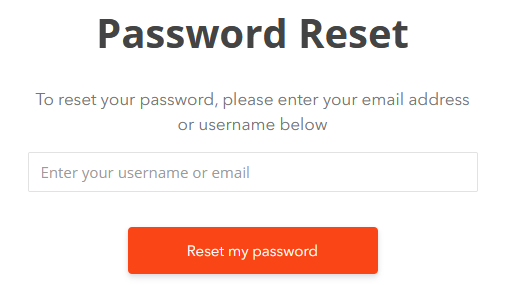 Password Reset
To reset your password, please enter your email address
or username below
Enter your username or email
Reset my password